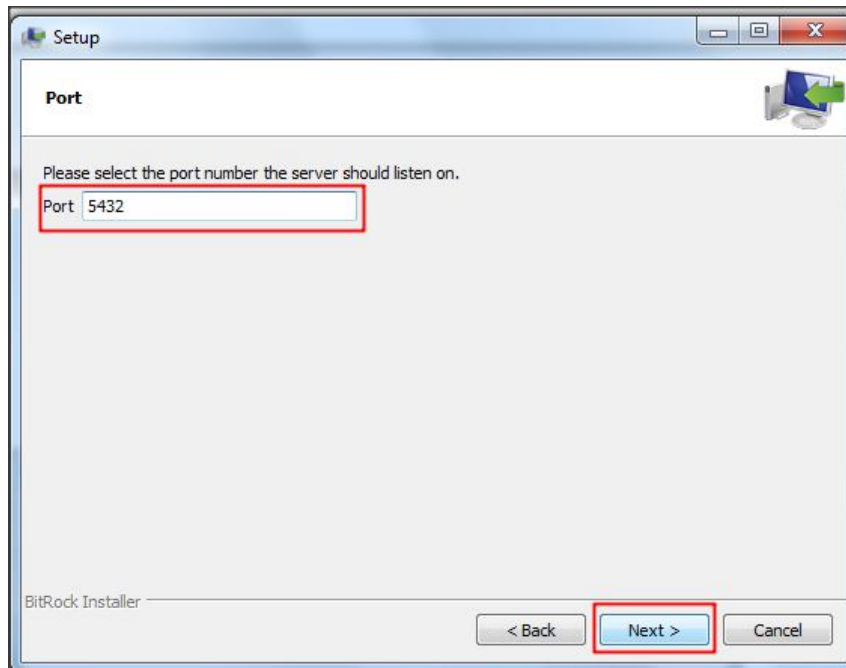 Setup
Port
Please select the port number the server should listen on.
Port 5432
BitRock Installer
< Back Next > Cancel